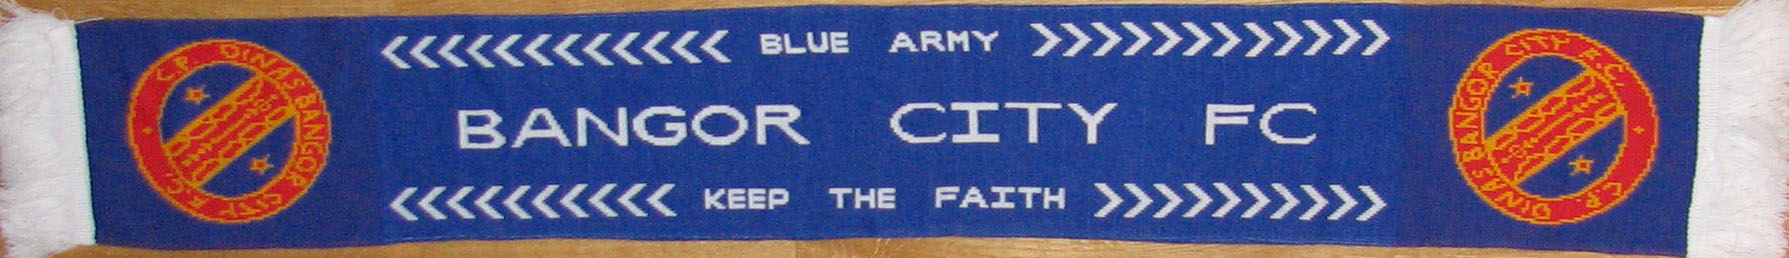 C.P. DINAS BANGOR CITY F.C.
<<<<<<<<<<<< BLUE ARMY >>>>>>>>>>>>
BANGOR CITY FC
<<<<<<<<<< KEEP THE FAITH >>>>>>>>>>
C.P. DINAS BANGOR CITY F.C.